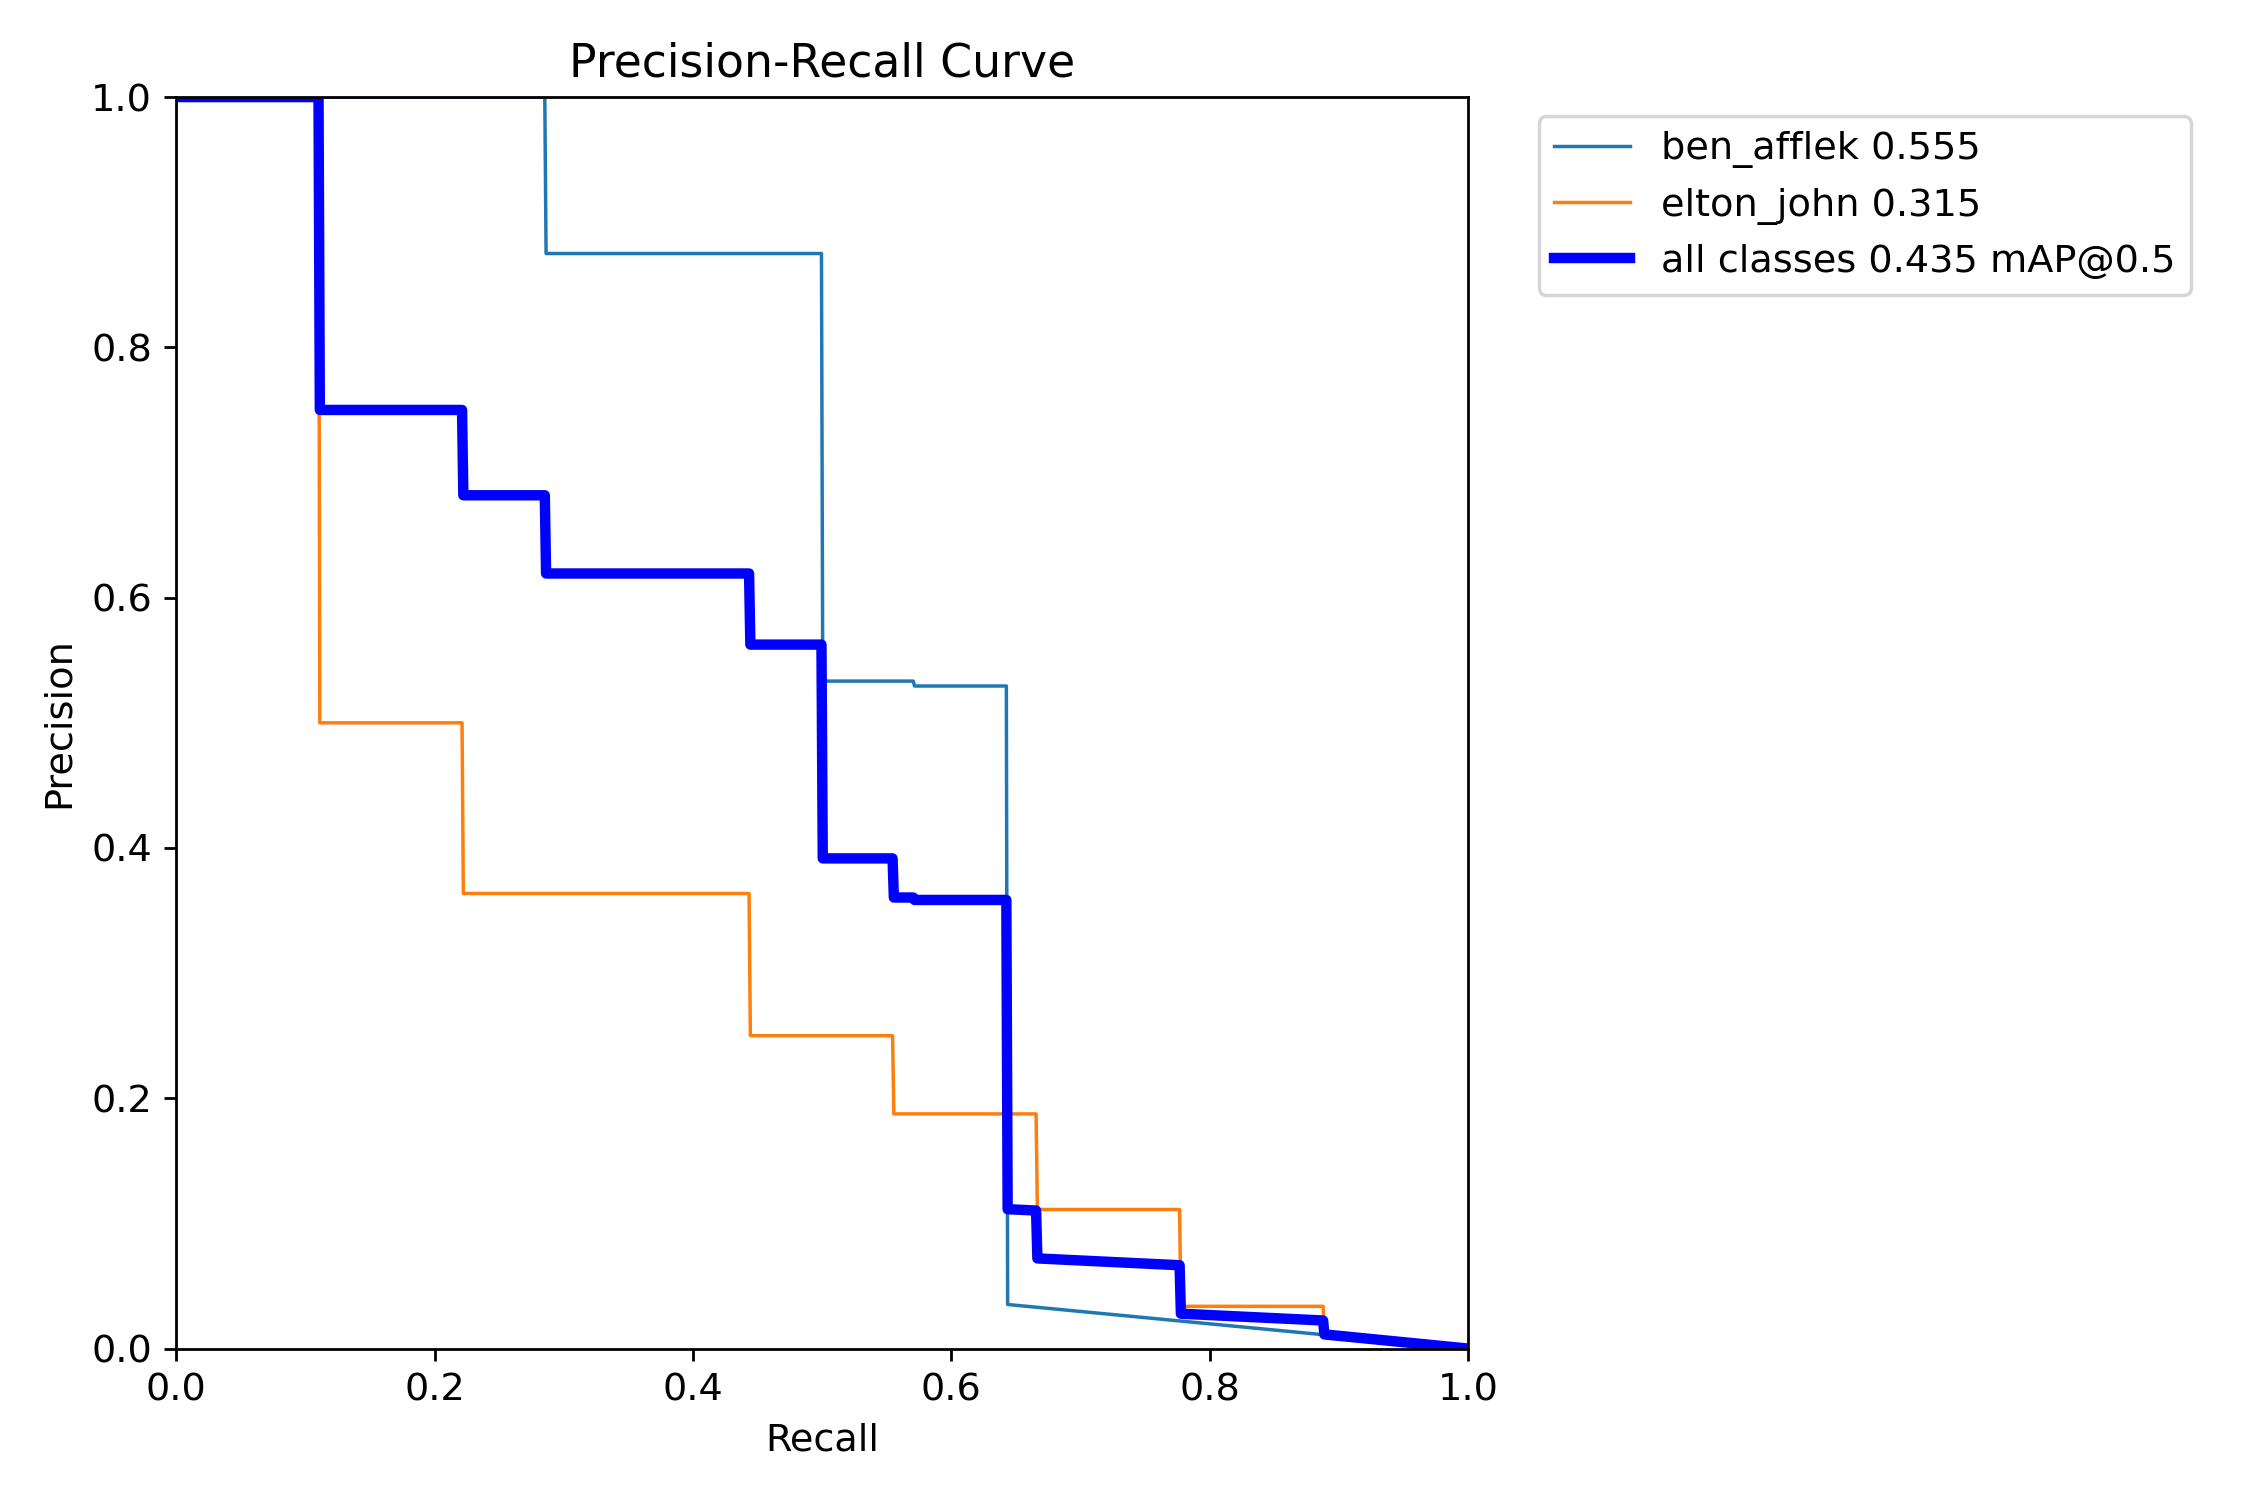 Precision-Recall Curve
ben_afflek 0.555
elton_john 0.315
all classes 0.435 mAP@0.5
1.0
0.8
0.6
0.4
0.2
0.0
Precision
0.0 0.2 0.4 0.6 0.8 1.0
Recall